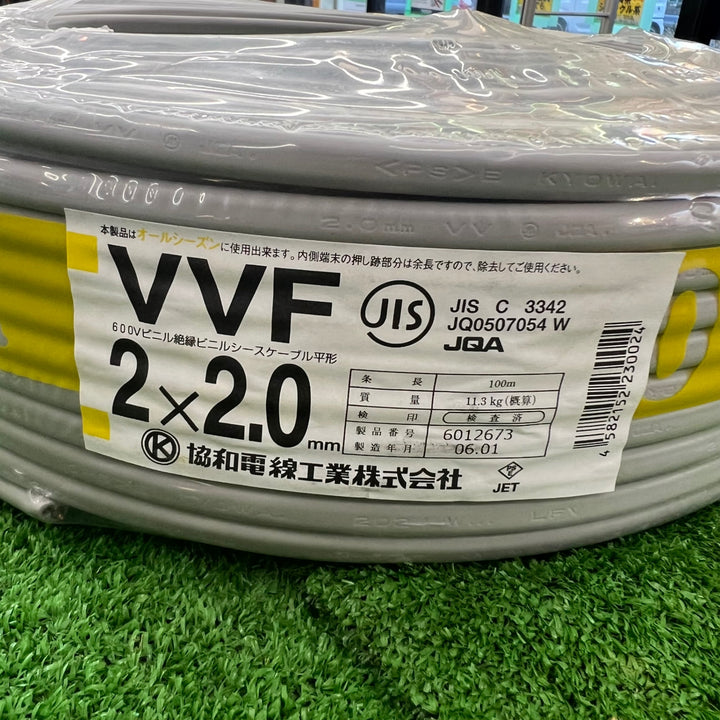 <PS>E KYOWA
2.0mm VV
本製品はオールシーズンに使用出来ます。内側端末の押し跡部分は余長ですので、除去してご使用ください。
VVF
JIS
JIS C 3342
JQ0507054 W
JQA
600Vビニル絶縁ビニルシースケーブル平形
2×2.0mm
条長 100m
質量 11.3kg(概算)
検印 検査済
製品番号 6012673
製造年月 06.01
K 協和電線工業株式会社
JET
4582152230024